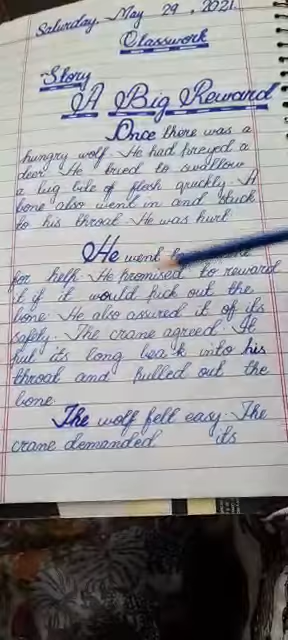 Saturday, May 29, 2021.
Classwork
Story
A Big Reward
Once there was a
hungry wolf. He had preyed a
deer. He tried to swallow
a big bite of flesh quickly. A
bone also went in and stuck
to his throat. He was hurt.
He went
for help. He promised to reward
it if it would pick out the
bone. He also assured it of its
safety. The crane agreed. It
put its long beak into his
throat and pulled out the
bone.
The wolf felt easy. The
crane demanded its